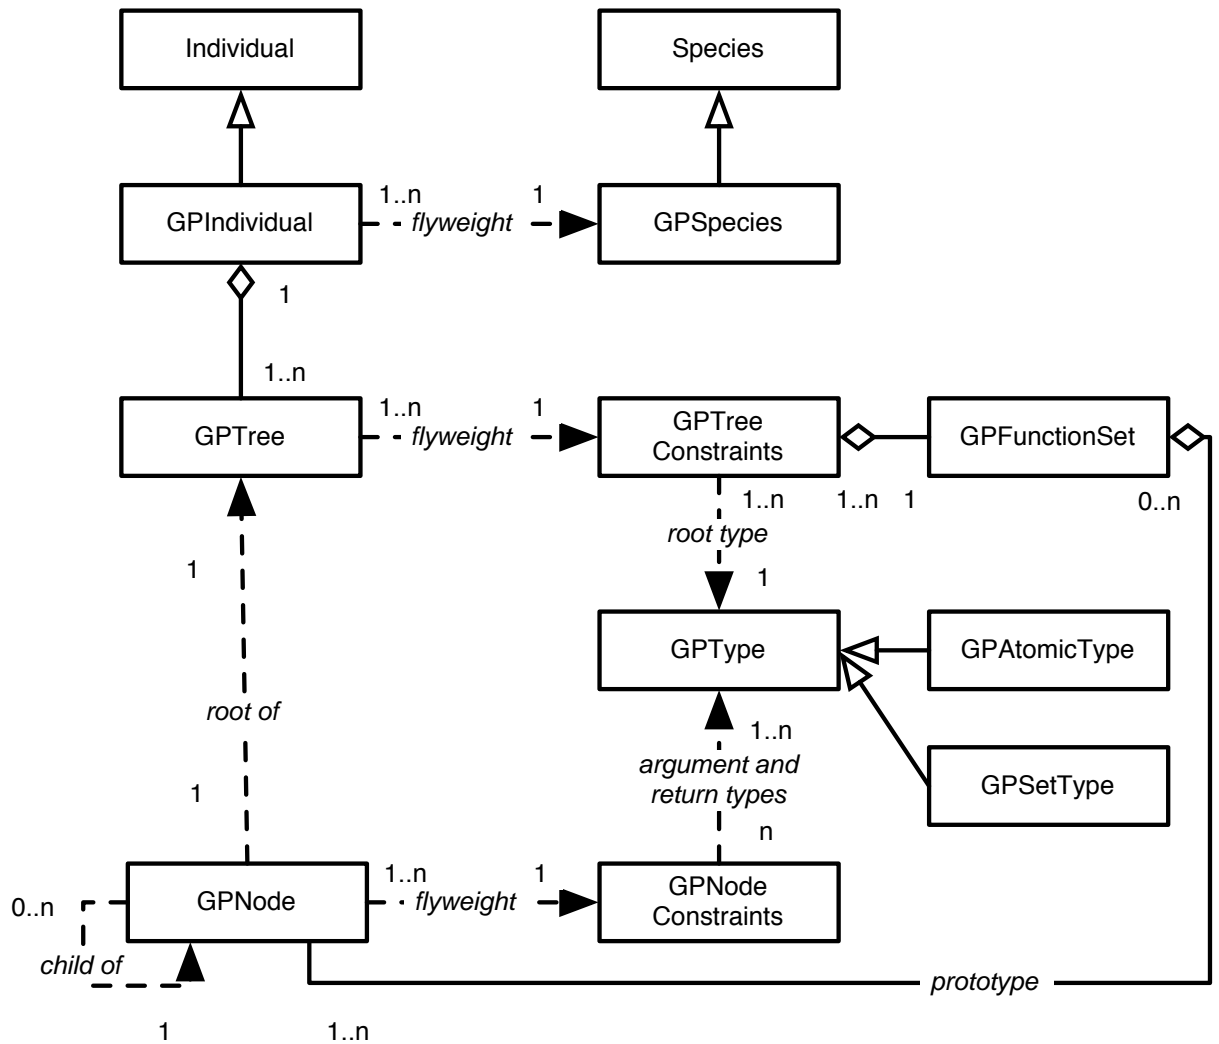 Individual
Species
GPIndividual
1..n
flyweight
1
GPSpecies
1
1..n
GPTree
1..n
flyweight
1
GPTree
Constraints
GPFunctionSet
1..n
1..n
1
0..n
root type
1
1
GPType
GPAtomicType
root of
1..n
argument and
return types
GPSetType
1
n
0..n
GPNode
1..n
flyweight
1
GPNode
Constraints
child of
prototype
1
1..n